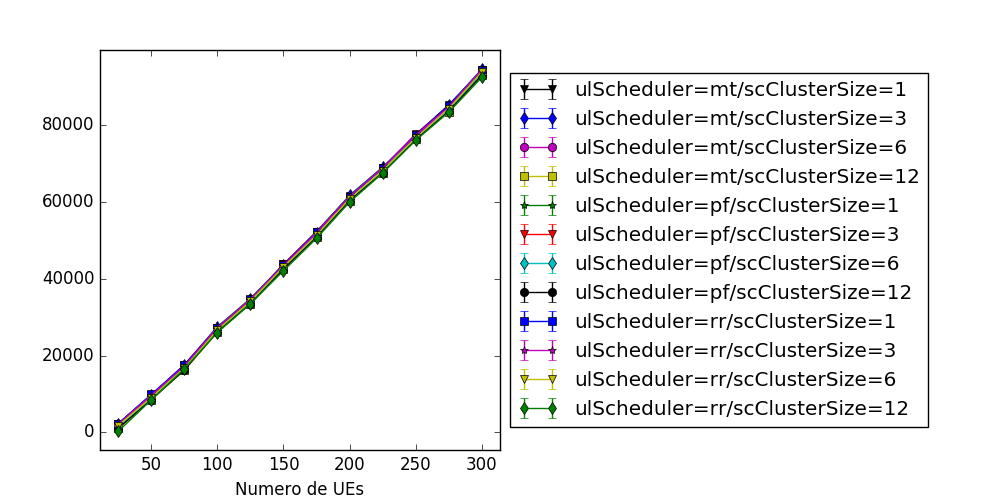 80000
60000
40000
20000
0
50 100 150 200 250 300
Numero de UEs
ulScheduler=mt/scClusterSize=1
ulScheduler=mt/scClusterSize=3
ulScheduler=mt/scClusterSize=6
ulScheduler=mt/scClusterSize=12
ulScheduler=pf/scClusterSize=1
ulScheduler=pf/scClusterSize=3
ulScheduler=pf/scClusterSize=6
ulScheduler=pf/scClusterSize=12
ulScheduler=rr/scClusterSize=1
ulScheduler=rr/scClusterSize=3
ulScheduler=rr/scClusterSize=6
ulScheduler=rr/scClusterSize=12